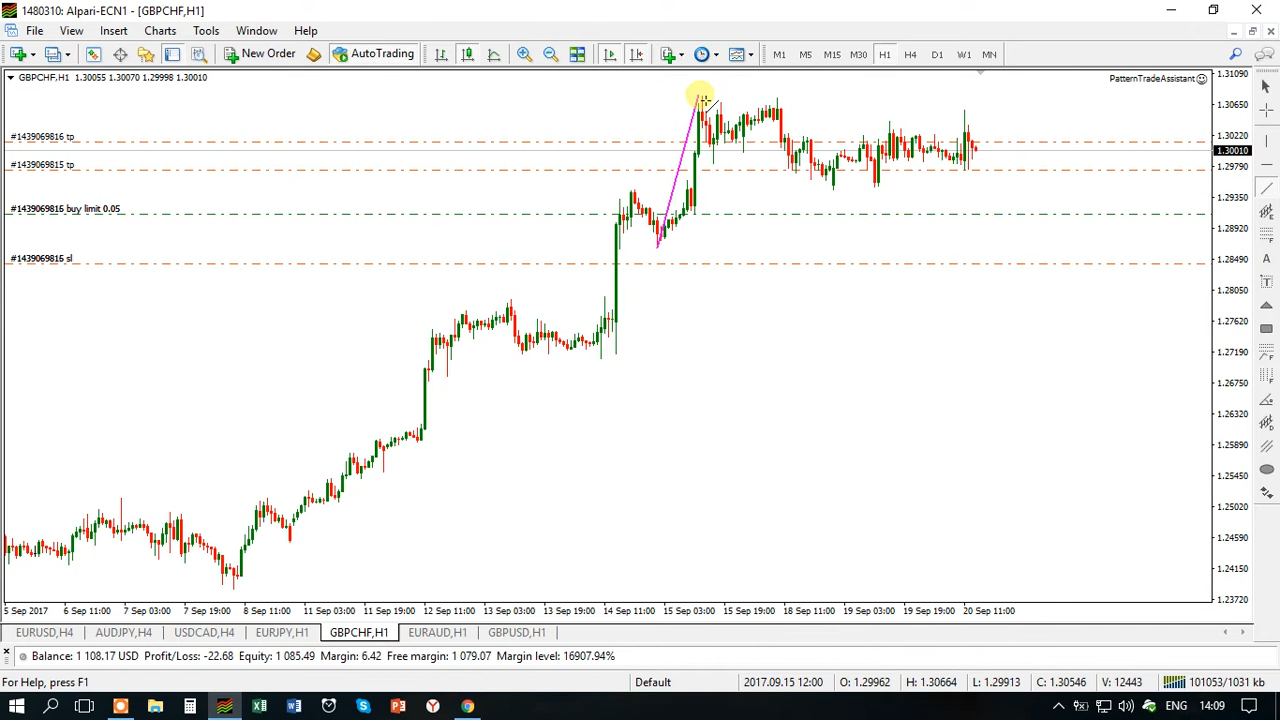 1480310: Alpari-ECN1 - [GBPCHF,H1]
File View Insert Charts Tools Window Help
New Order AutoTrading M1 M5 M15 M30 H1 H4 D1 W1 MN
GBPCHF,H1 1.30055 1.30070 1.29998 1.30010
PatternTradeAssistant
1.31090
1.30650
#1439069816 tp
1.30220
1.30010
#1439069815 tp
1.29790
1.29350
#1439069815 buy limit 0.05
1.28920
#1439069815 sl
1.28490
1.28050
1.27620
1.27190
1.26750
1.26320
1.25890
1.25450
1.25020
1.24590
1.24150
1.23720
5 Sep 2017 6 Sep 11:00 7 Sep 03:00 7 Sep 19:00 8 Sep 11:00 11 Sep 03:00 11 Sep 19:00 12 Sep 11:00 13 Sep 03:00 13 Sep 19:00 14 Sep 11:00 15 Sep 03:00 15 Sep 19:00 18 Sep 11:00 19 Sep 03:00 19 Sep 19:00 20 Sep 11:00
EURUSD,H4 AUDJPY,H4 USDCAD,H4 EURJPY,H1 GBPCHF,H1 EURAUD,H1 GBPUSD,H1
Balance: 1 108.17 USD Profit/Loss: -22.68 Equity: 1 085.49 Margin: 6.42 Free margin: 1 079.07 Margin level: 16907.94%
For Help, press F1 Default 2017.09.15 12:00 O: 1.29962 H: 1.30664 L: 1.29913 C: 1.30546 V: 12443 101053/1031 kb
ENG 14:09